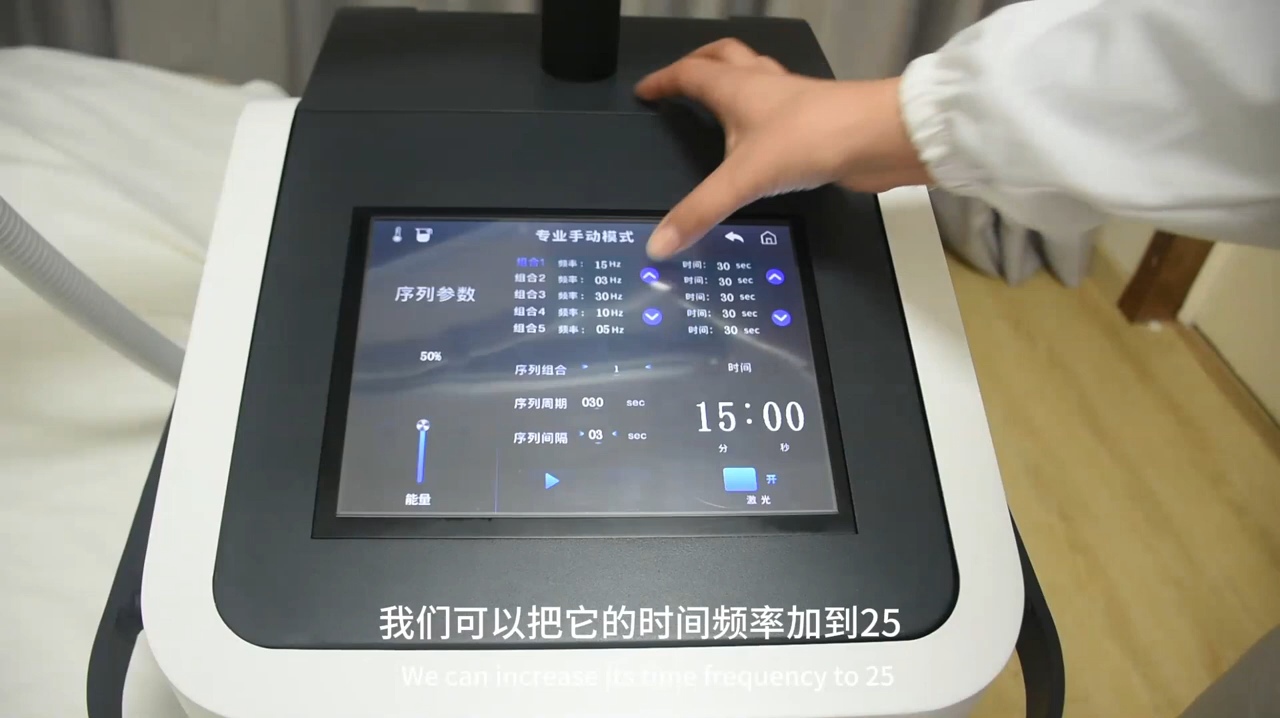 专业手动模式
组合1 频率： 15 Hz 时间： 30 sec
组合2 频率： 03 Hz 时间： 30 sec
组合3 频率： 30 Hz 时间： 30 sec
组合4 频率： 10 Hz 时间： 30 sec
组合5 频率： 05 Hz 时间： 30 sec
序列参数
50%
能量
序列组合 1
序列周期 030 sec
序列间隔 03 sec
时间
15:00
分 秒
开
激光
我们可以把它的时间频率加到25
We can increase its time frequency to 25